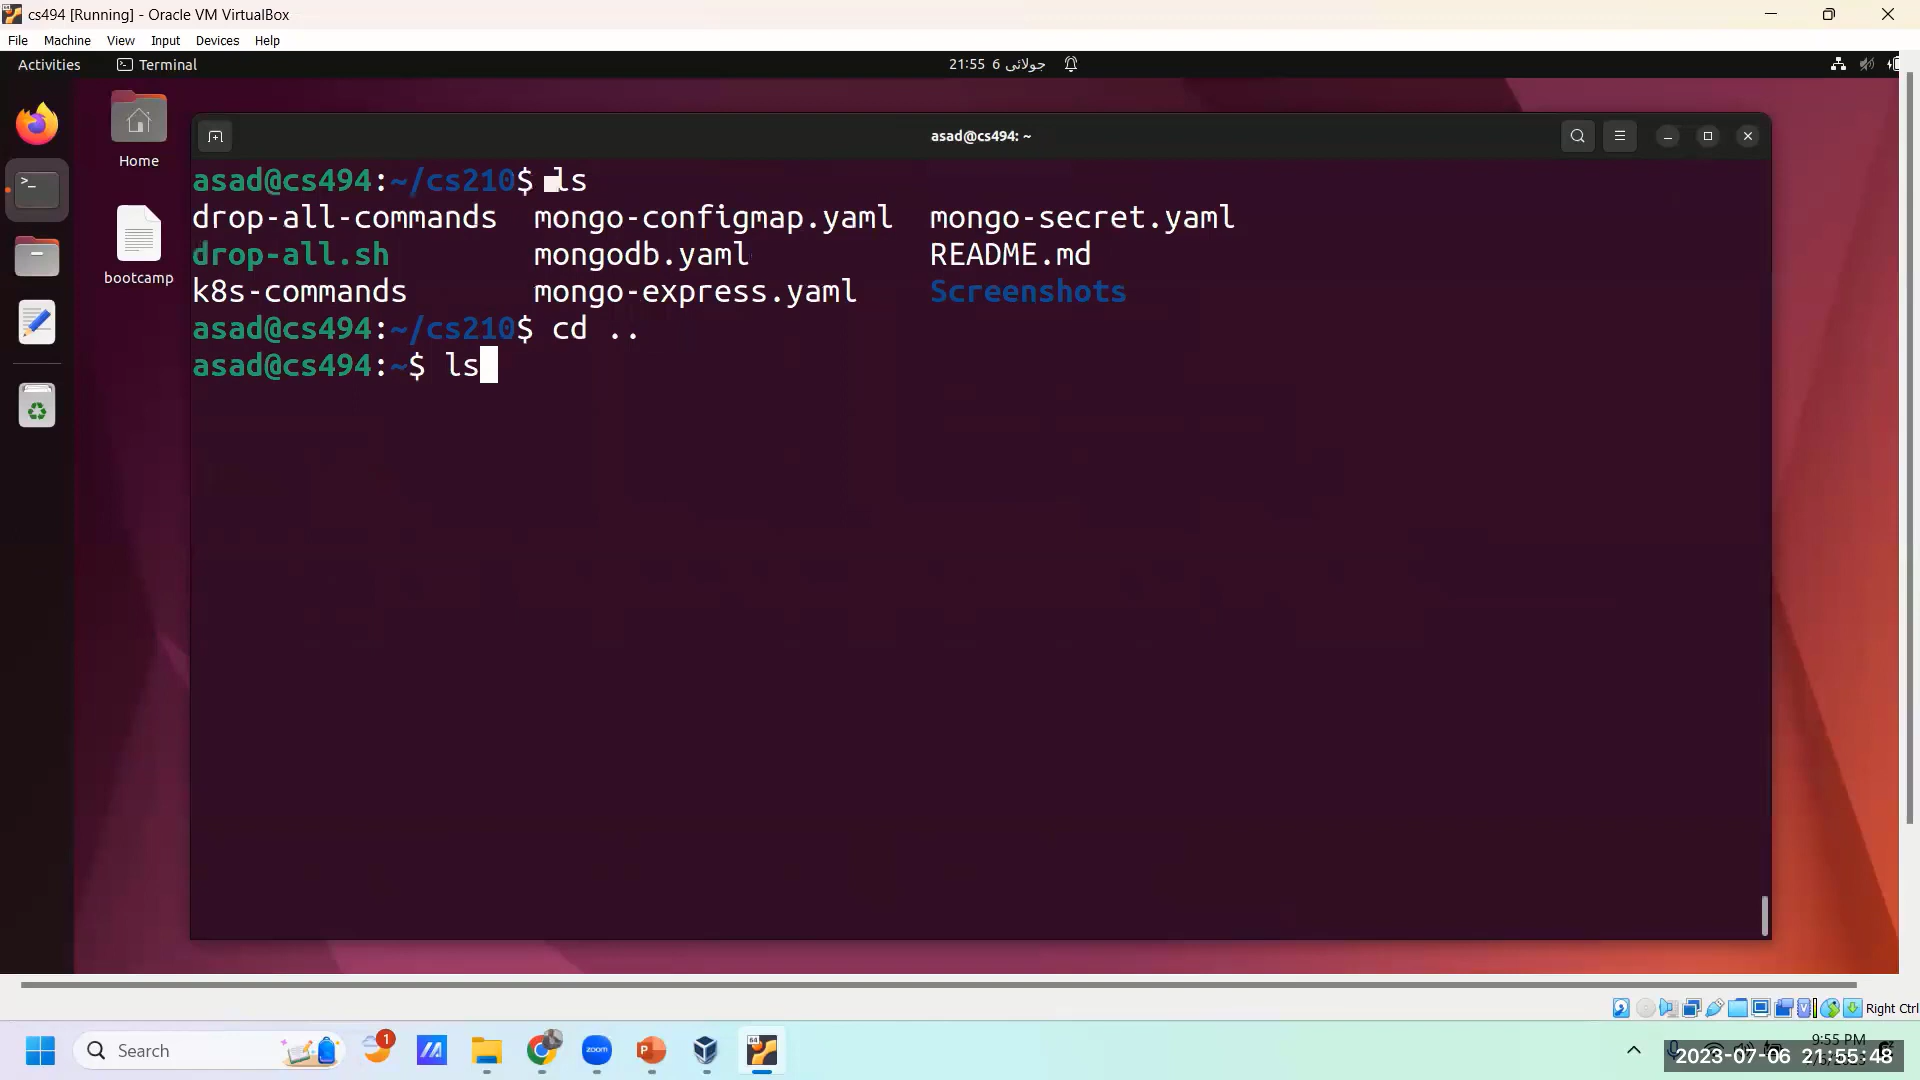 cs494 [Running] - Oracle VM VirtualBox
File Machine View Input Devices Help
Activities Terminal 21:55 6 جولائی
Home
bootcamp
asad@cs494: ~
asad@cs494:~/cs210$ ls
drop-all-commands mongo-configmap.yaml mongo-secret.yaml
drop-all.sh mongodb.yaml README.md
k8s-commands mongo-express.yaml Screenshots
asad@cs494:~/cs210$ cd ..
asad@cs494:~$ ls
Right Ctrl
Search
1
zoom
64
9:55 PM
2023-07-06 21:55:48